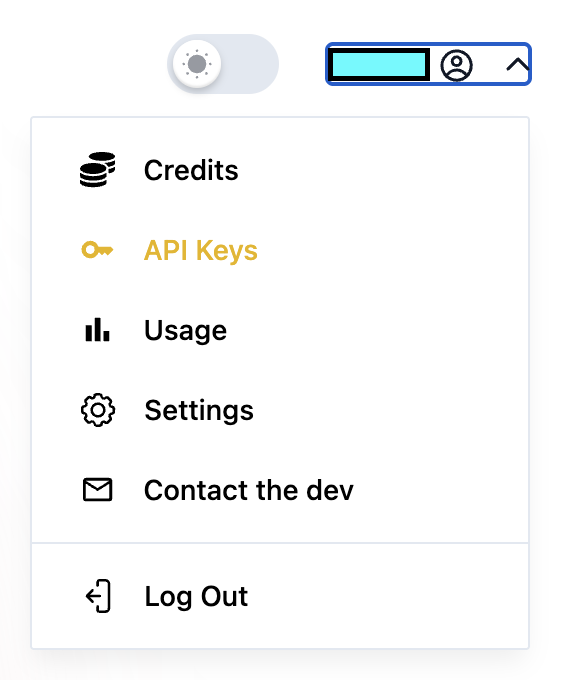 Credits
API Keys
Usage
Settings
Contact the dev
Log Out